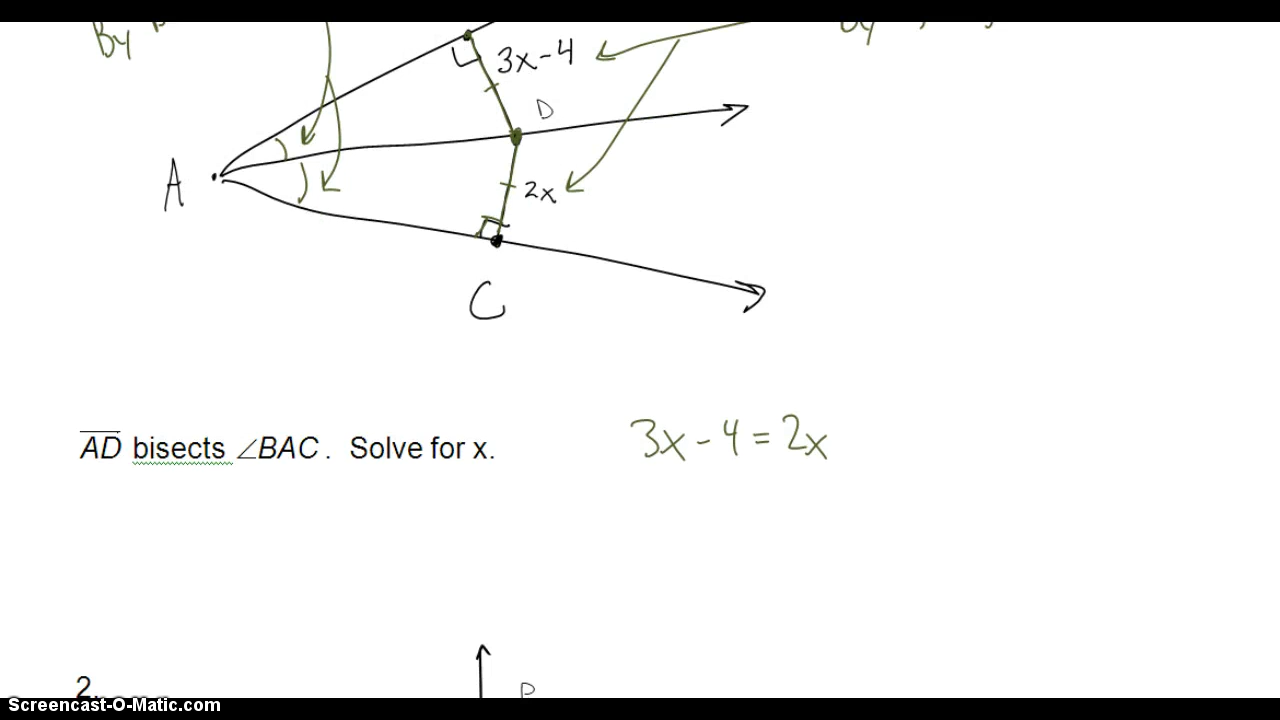 By
3x-4
D
A
2x
C
AD bisects ∠BAC. Solve for x.
3x-4=2x
2.
Screencast-O-Matic.com